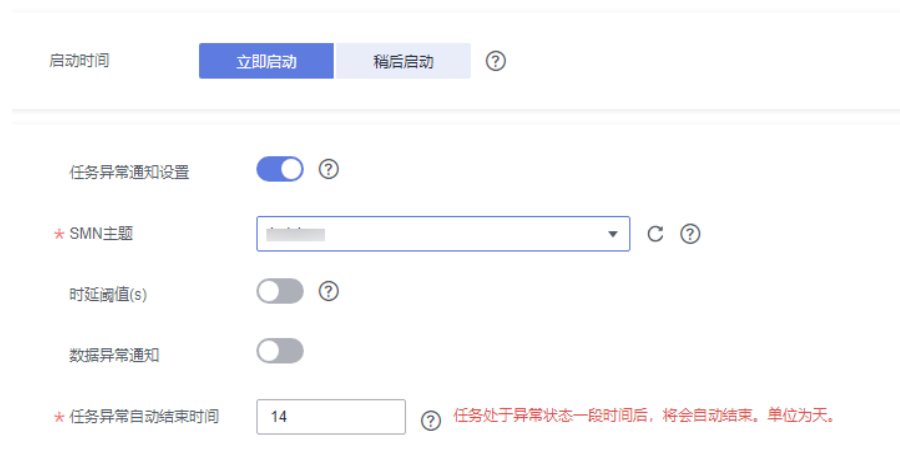 启动时间 立即启动 稍后启动
任务异常通知设置
* SMN主题
时延阈值(s)
数据异常通知
* 任务异常自动结束时间 14 任务处于异常状态一段时间后，将会自动结束。单位为天。